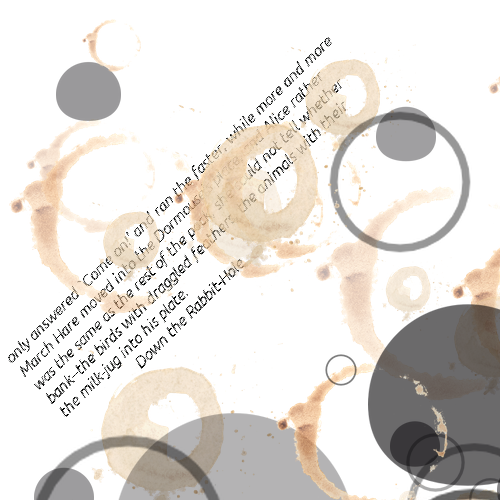 only answered 'Come on!' and ran the faster, while more and more
March Hare moved into the Dormouse's place, and Alice rather
was the same as the rest of the pack, she could not tell whether
bank--the birds with draggled feathers, the animals with their
the milk-jug into his plate.
Down the Rabbit-Hole